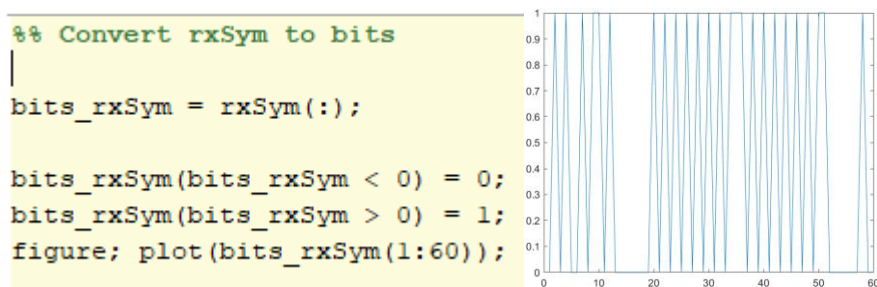 %% Convert rxSym to bits
bits_rxSym = rxSym(:);
bits_rxSym(bits_rxSym < 0) = 0;
bits_rxSym(bits_rxSym > 0) = 1;
figure; plot(bits_rxSym(1:60));
1
0.9
0.8
0.7
0.6
0.5
0.4
0.3
0.2
0.1
0
0 10 20 30 40 50 60